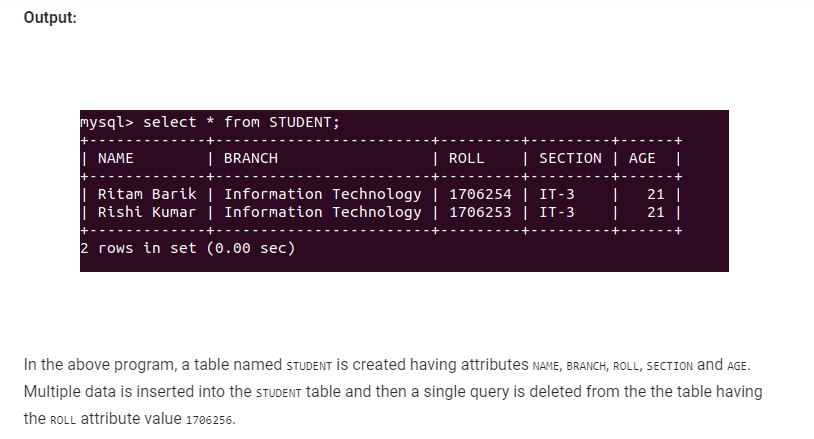 Output:
mysql> select * from STUDENT;
+-------------+------------------------+---------+---------+------+
| NAME        | BRANCH                 | ROLL    | SECTION | AGE  |
+-------------+------------------------+---------+---------+------+
| Ritam Barik | Information Technology | 1706254 | IT-3    |   21 |
| Rishi Kumar | Information Technology | 1706253 | IT-3    |   21 |
+-------------+------------------------+---------+---------+------+
2 rows in set (0.00 sec)
In the above program, a table named STUDENT is created having attributes NAME, BRANCH, ROLL, SECTION and AGE.
Multiple data is inserted into the STUDENT table and then a single query is deleted from the the table having
the ROLL attribute value 1706256.